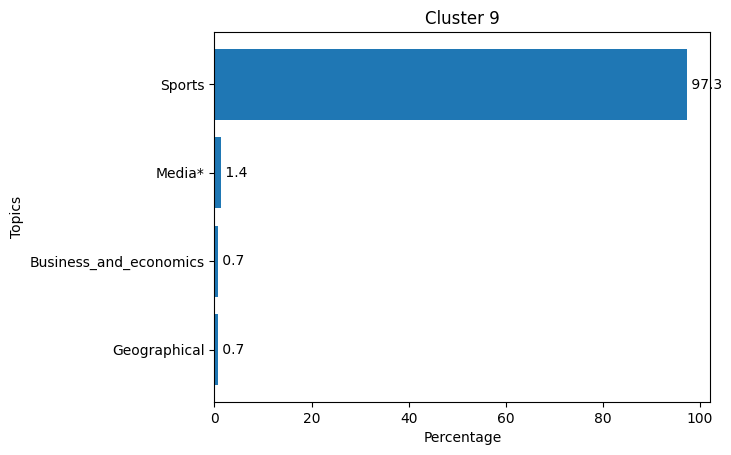 Cluster 9
Sports
97.3
Media*
1.4
Business_and_economics
0.7
Geographical
0.7
Topics
0
20
40
60
80
100
Percentage